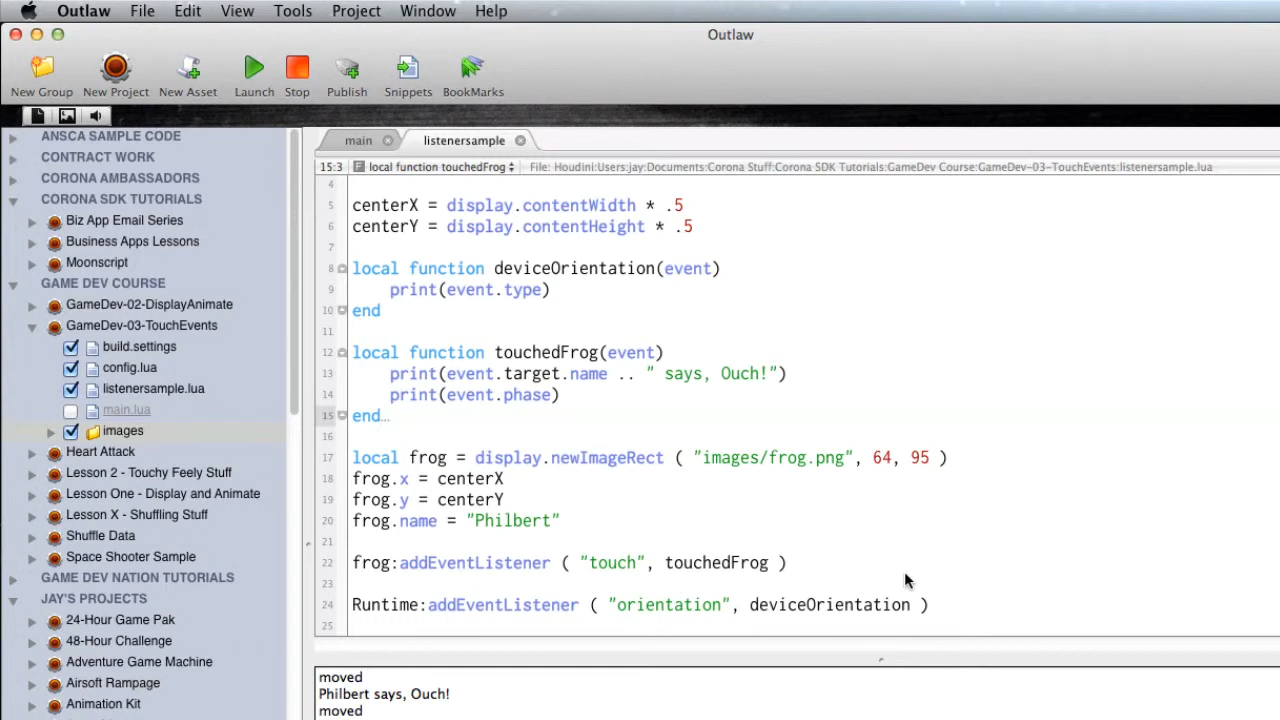 Outlaw File Edit View Tools Project Window Help
Outlaw
New Group New Project New Asset Launch Stop Publish Snippets BookMarks
ANSCA SAMPLE CODE
CONTRACT WORK
CORONA AMBASSADORS
CORONA SDK TUTORIALS
Biz App Email Series
Business Apps Lessons
Moonscript
GAME DEV COURSE
GameDev-02-DisplayAnimate
GameDev-03-TouchEvents
build.settings
config.lua
listenersample.lua
main.lua
images
Heart Attack
Lesson 2 - Touchy Feely Stuff
Lesson One - Display and Animate
Lesson X - Shuffling Stuff
Shuffle Data
Space Shooter Sample
GAME DEV NATION TUTORIALS
JAY'S PROJECTS
24-Hour Game Pak
48-Hour Challenge
Adventure Game Machine
Airsoft Rampage
Animation Kit
main listenersample
15:3 local function touchedFrog File: Houdini:Users:jay:Documents:Corona Stuff:Corona SDK Tutorials:GameDev Course:GameDev-03-TouchEvents:listenersample.lua
4
5 centerX = display.contentWidth * .5
6 centerY = display.contentHeight * .5
7
8 local function deviceOrientation(event)
9 print(event.type)
10 end
11
12 local function touchedFrog(event)
13 print(event.target.name .. " says, Ouch!")
14 print(event.phase)
15 end…
16
17 local frog = display.newImageRect ( "images/frog.png", 64, 95 )
18 frog.x = centerX
19 frog.y = centerY
20 frog.name = "Philbert"
21
22 frog:addEventListener ( "touch", touchedFrog )
23
24 Runtime:addEventListener ( "orientation", deviceOrientation )
25
moved
Philbert says, Ouch!
moved